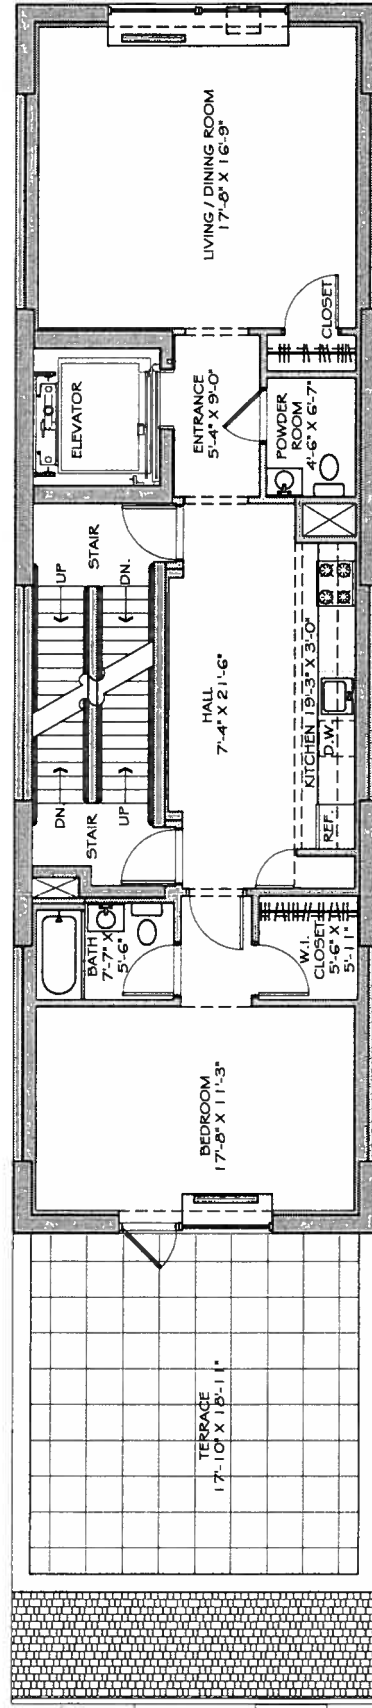 LIVING / DINING ROOM
17'-8" X 16'-9"
CLOSET
ELEVATOR
ENTRANCE
5'-4" X 9'-0"
POWDER
ROOM
4'-6" X 6'-7"
STAIR
UP
DN.
HALL
7'-4" X 21'-6"
KITCHEN 19'-3" X 3'-0"
D.W.
REF.
DN.
UP
STAIR
BATH
7'-7" X
5'-6"
W.I.
CLOSET
5'-6" X
5'-11"
BEDROOM
17'-8" X 11'-3"
TERRACE
17'-10" X 18'-11"